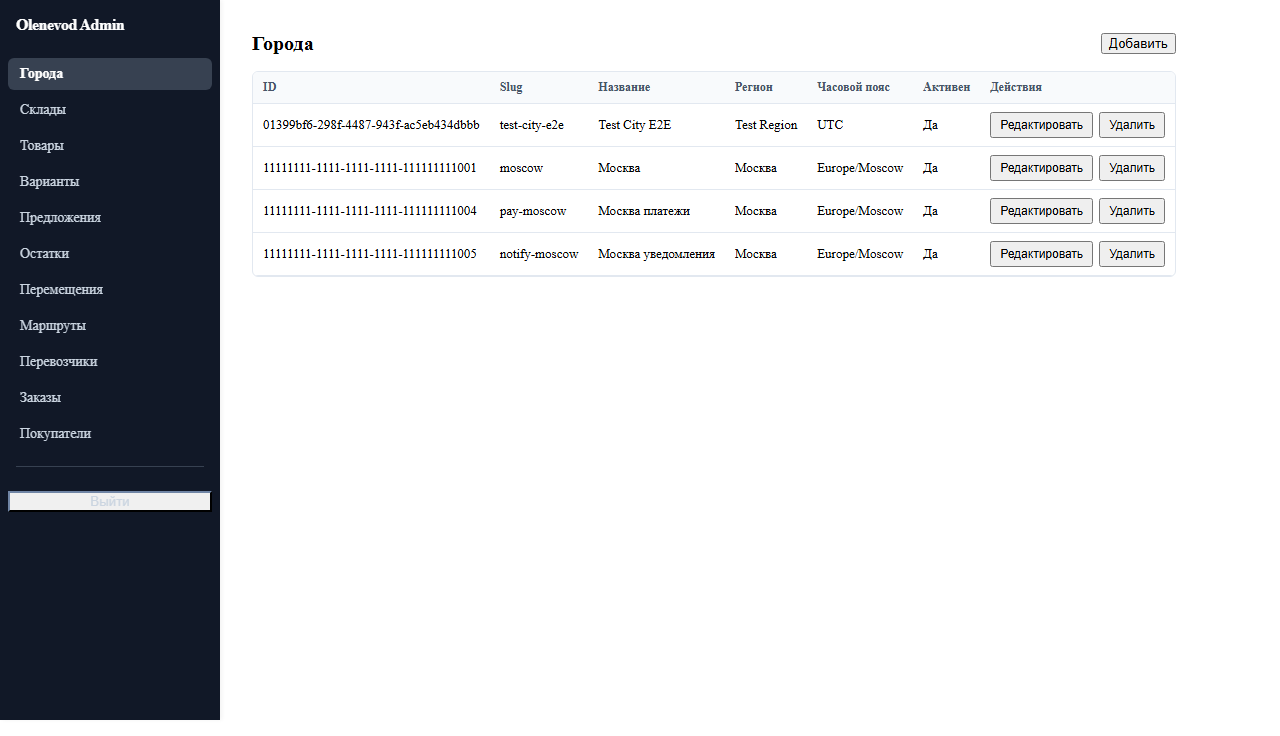 Olenevod Admin
Города
Склады
Товары
Варианты
Предложения
Остатки
Перемещения
Маршруты
Перевозчики
Заказы
Покупатели
Выйти
Города
Добавить
ID Slug Название Регион Часовой пояс Активен Действия
01399bf6-298f-4487-943f-ac5eb434dbbb test-city-e2e Test City E2E Test Region UTC Да Редактировать Удалить
11111111-1111-1111-1111-111111111001 moscow Москва Москва Europe/Moscow Да Редактировать Удалить
11111111-1111-1111-1111-111111111004 pay-moscow Москва платежи Москва Europe/Moscow Да Редактировать Удалить
11111111-1111-1111-1111-111111111005 notify-moscow Москва уведомления Москва Europe/Moscow Да Редактировать Удалить